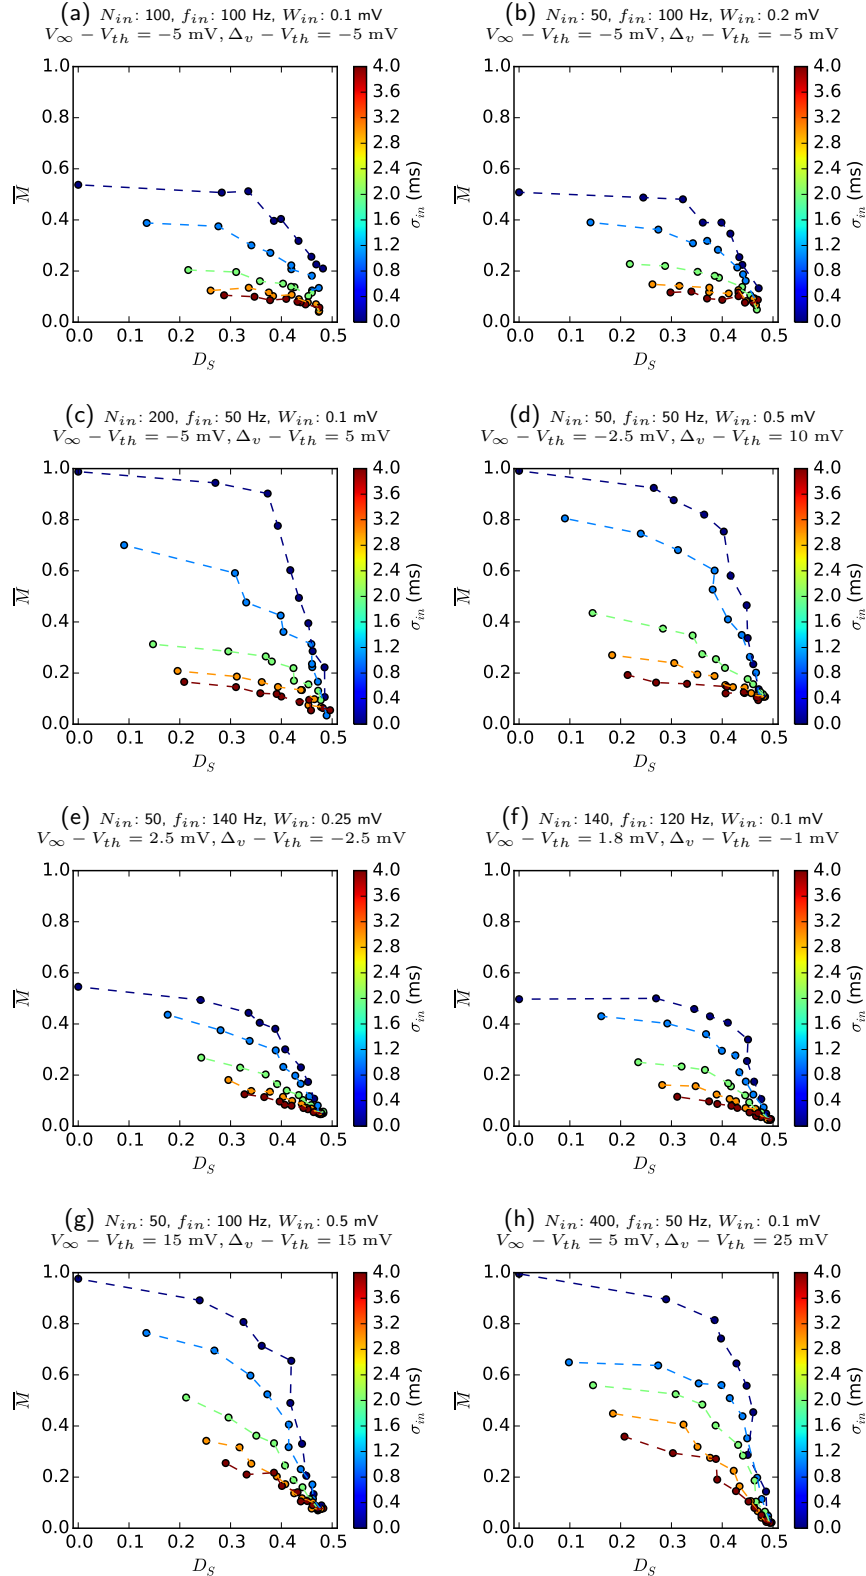 (a) N_in: 100, f_in: 100 Hz, W_in: 0.1 mV
V_∞ − V_th = −5 mV, Δ_v − V_th = −5 mV
1.0
0.8
0.6
0.4
0.2
0.0
M̅
0.0 0.1 0.2 0.3 0.4 0.5
D_S
4.0
3.6
3.2
2.8
2.4
2.0
1.6
1.2
0.8
0.4
0.0
σ_in (ms)
(b) N_in: 50, f_in: 100 Hz, W_in: 0.2 mV
V_∞ − V_th = −5 mV, Δ_v − V_th = −5 mV
1.0
0.8
0.6
0.4
0.2
0.0
M̅
0.0 0.1 0.2 0.3 0.4 0.5
D_S
4.0
3.6
3.2
2.8
2.4
2.0
1.6
1.2
0.8
0.4
0.0
σ_in (ms)
(c) N_in: 200, f_in: 50 Hz, W_in: 0.1 mV
V_∞ − V_th = −5 mV, Δ_v − V_th = 5 mV
1.0
0.8
0.6
0.4
0.2
0.0
M̅
0.0 0.1 0.2 0.3 0.4 0.5
D_S
4.0
3.6
3.2
2.8
2.4
2.0
1.6
1.2
0.8
0.4
0.0
σ_in (ms)
(d) N_in: 50, f_in: 50 Hz, W_in: 0.5 mV
V_∞ − V_th = −2.5 mV, Δ_v − V_th = 10 mV
1.0
0.8
0.6
0.4
0.2
0.0
M̅
0.0 0.1 0.2 0.3 0.4 0.5
D_S
4.0
3.6
3.2
2.8
2.4
2.0
1.6
1.2
0.8
0.4
0.0
σ_in (ms)
(e) N_in: 50, f_in: 140 Hz, W_in: 0.25 mV
V_∞ − V_th = 2.5 mV, Δ_v − V_th = −2.5 mV
1.0
0.8
0.6
0.4
0.2
0.0
M̅
0.0 0.1 0.2 0.3 0.4 0.5
D_S
4.0
3.6
3.2
2.8
2.4
2.0
1.6
1.2
0.8
0.4
0.0
σ_in (ms)
(f) N_in: 140, f_in: 120 Hz, W_in: 0.1 mV
V_∞ − V_th = 1.8 mV, Δ_v − V_th = −1 mV
1.0
0.8
0.6
0.4
0.2
0.0
M̅
0.0 0.1 0.2 0.3 0.4 0.5
D_S
4.0
3.6
3.2
2.8
2.4
2.0
1.6
1.2
0.8
0.4
0.0
σ_in (ms)
(g) N_in: 50, f_in: 100 Hz, W_in: 0.5 mV
V_∞ − V_th = 15 mV, Δ_v − V_th = 15 mV
1.0
0.8
0.6
0.4
0.2
0.0
M̅
0.0 0.1 0.2 0.3 0.4 0.5
D_S
4.0
3.6
3.2
2.8
2.4
2.0
1.6
1.2
0.8
0.4
0.0
σ_in (ms)
(h) N_in: 400, f_in: 50 Hz, W_in: 0.1 mV
V_∞ − V_th = 5 mV, Δ_v − V_th = 25 mV
1.0
0.8
0.6
0.4
0.2
0.0
M̅
0.0 0.1 0.2 0.3 0.4 0.5
D_S
4.0
3.6
3.2
2.8
2.4
2.0
1.6
1.2
0.8
0.4
0.0
σ_in (ms)